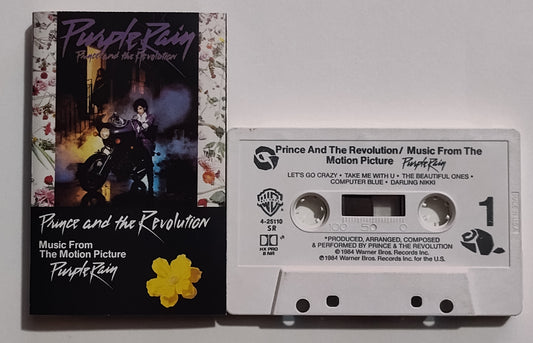 Purple Rain
Prince and the Revolution
Prince and the Revolution
Music From
The Motion Picture
Purple Rain
Prince And The Revolution/ Music From The
Motion Picture Purple Rain
LET'S GO CRAZY • TAKE ME WITH U • THE BEAUTIFUL ONES •
COMPUTER BLUE • DARLING NIKKI
4-25110
SR
HX PRO
B NR
50
1
*PRODUCED, ARRANGED, COMPOSED
& PERFORMED BY PRINCE & THE REVOLUTION
©1984 Warner Bros. Records Inc.
℗1984 Warner Bros. Records Inc. for the U.S.